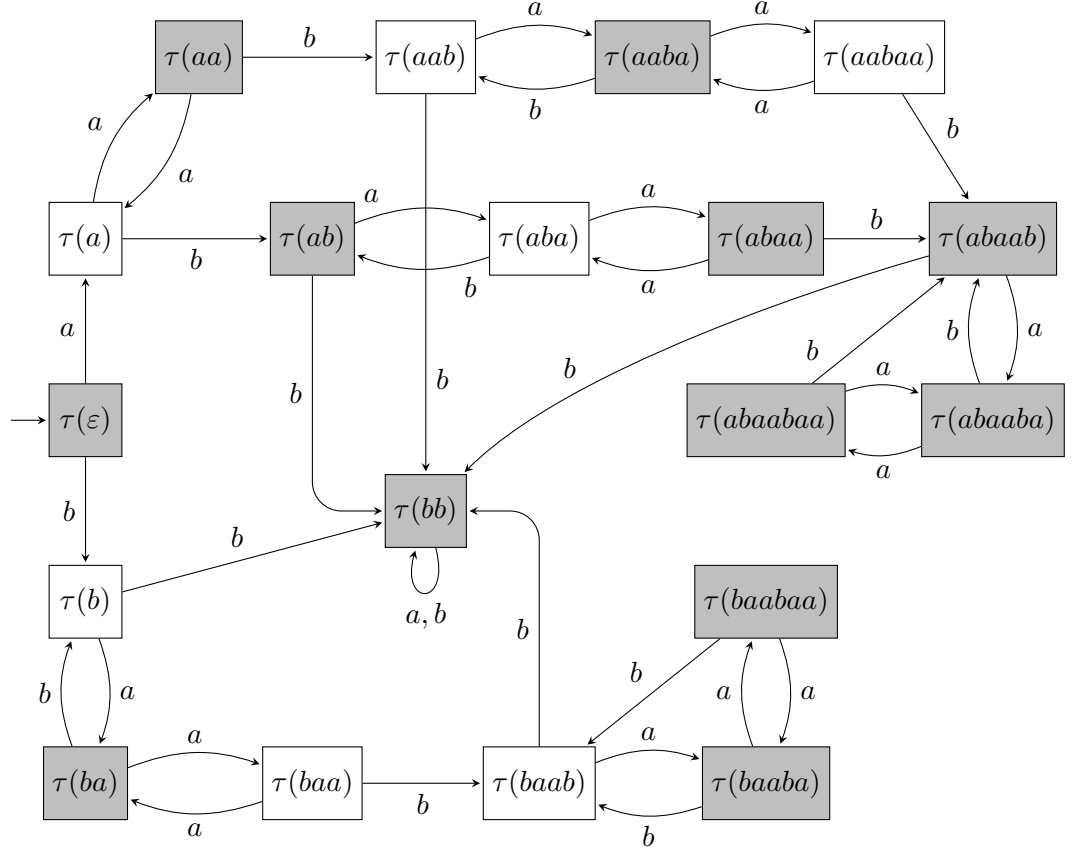 a
τ(aa) b τ(aab) τ(aaba) a τ(aabaa)
b a
a a b
a
τ(a) b τ(ab) τ(aba) a τ(abaa) b τ(abaab)
b a
a b b b b a
τ(ε) b a
τ(abaabaa) τ(abaaba)
a
b b τ(bb)
τ(b) a, b τ(baabaa)
b b
b a a a
a a
τ(ba) a τ(baa) b τ(baab) a τ(baaba)
a b b